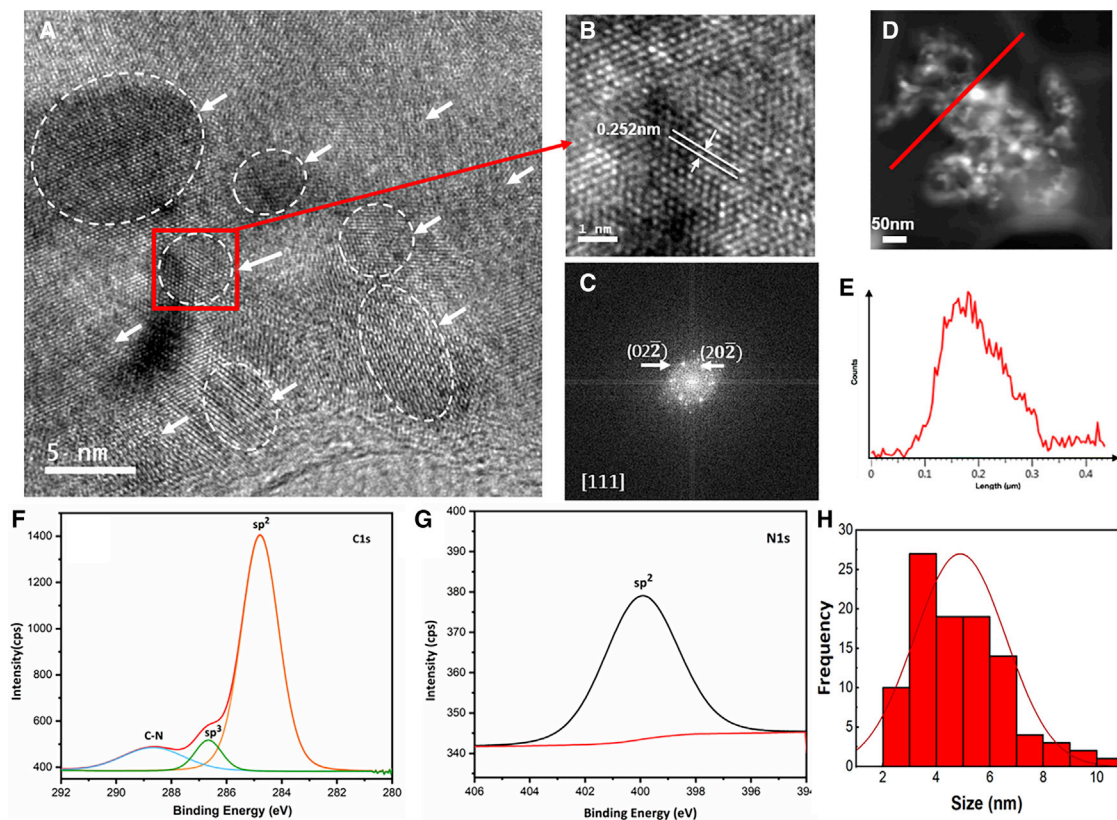 A
5 nm
B
0.252nm
1 nm
C
(022̅)
(202̅)
[111]
D
50nm
E
Counts
0
0.1
0.2
0.3
0.4
Length (μm)
F
C1s
sp²
sp³
C-N
1400
1200
1000
800
600
400
Intensity(cps)
292
290
288
286
284
282
280
Binding Energy (eV)
G
N1s
sp²
400
390
380
370
360
350
340
Intensity (cps)
406
404
402
400
398
396
394
Binding Energy (eV)
H
30
25
20
15
10
5
0
Frequency
2
4
6
8
10
Size (nm)